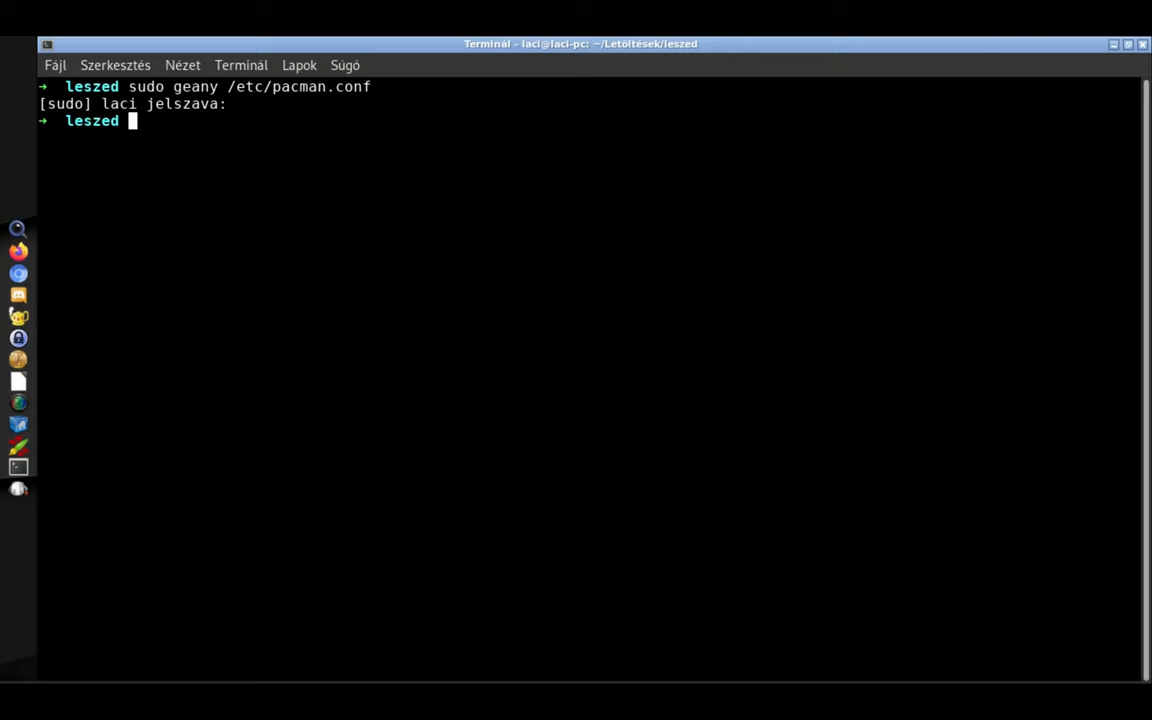 Terminál - laci@laci-pc: ~/Letöltések/leszed
Fájl Szerkesztés Nézet Terminál Lapok Súgó
➜ leszed sudo geany /etc/pacman.conf
[sudo] laci jelszava:
➜ leszed